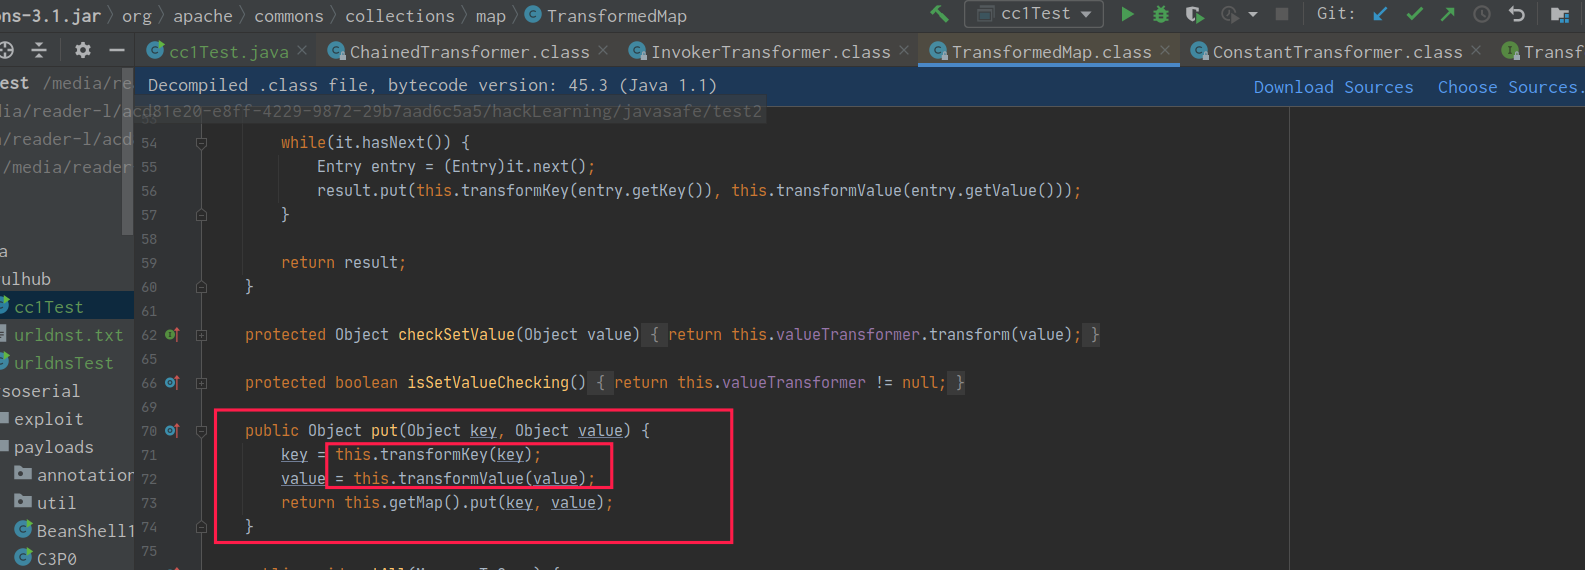 ons-3.1.jar org apache commons collections map TransformedMap cc1Test Git:
cc1Test.java ChainedTransformer.class InvokerTransformer.class TransformedMap.class ConstantTransformer.class Transf
est /media/re
Decompiled .class file, bytecode version: 45.3 (Java 1.1) Download Sources Choose Sources.
dia/reader-l/acd81e20-e8ff-4229-9872-29b7aad6c5a5/hackLearning/javasafe/test2
a/reader-l/acd
/media/reader
54 while(it.hasNext()) {
55 Entry entry = (Entry)it.next();
56 result.put(this.transformKey(entry.getKey()), this.transformValue(entry.getValue()));
57 }
58
59 return result;
60 }
61
62 protected Object checkSetValue(Object value) { return this.valueTransformer.transform(value); }
65
66 protected boolean isSetValueChecking() { return this.valueTransformer != null; }
69
70 public Object put(Object key, Object value) {
71 key = this.transformKey(key);
72 value = this.transformValue(value);
73 return this.getMap().put(key, value);
74 }
75
a
ulhub
cc1Test
urldnst.txt
urldnsTest
soserial
exploit
payloads
annotation
util
BeanShell1
C3P0